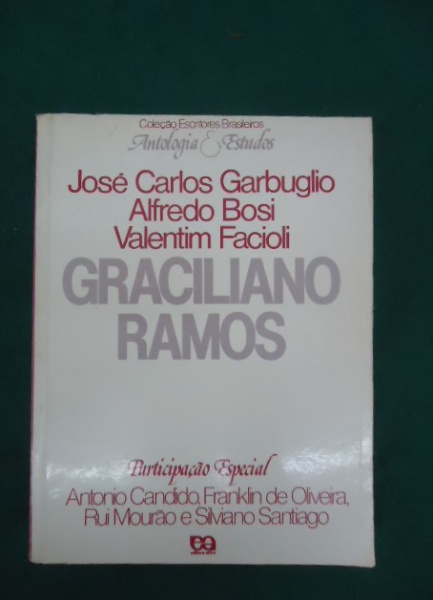 Coleção Escritores Brasileiros
Antologia & Estudos
José Carlos Garbuglio
Alfredo Bosi
Valentim Facioli
GRACILIANO
RAMOS
Participação Especial
Antonio Candido, Franklin de Oliveira,
Rui Mourão e Silviano Santiago